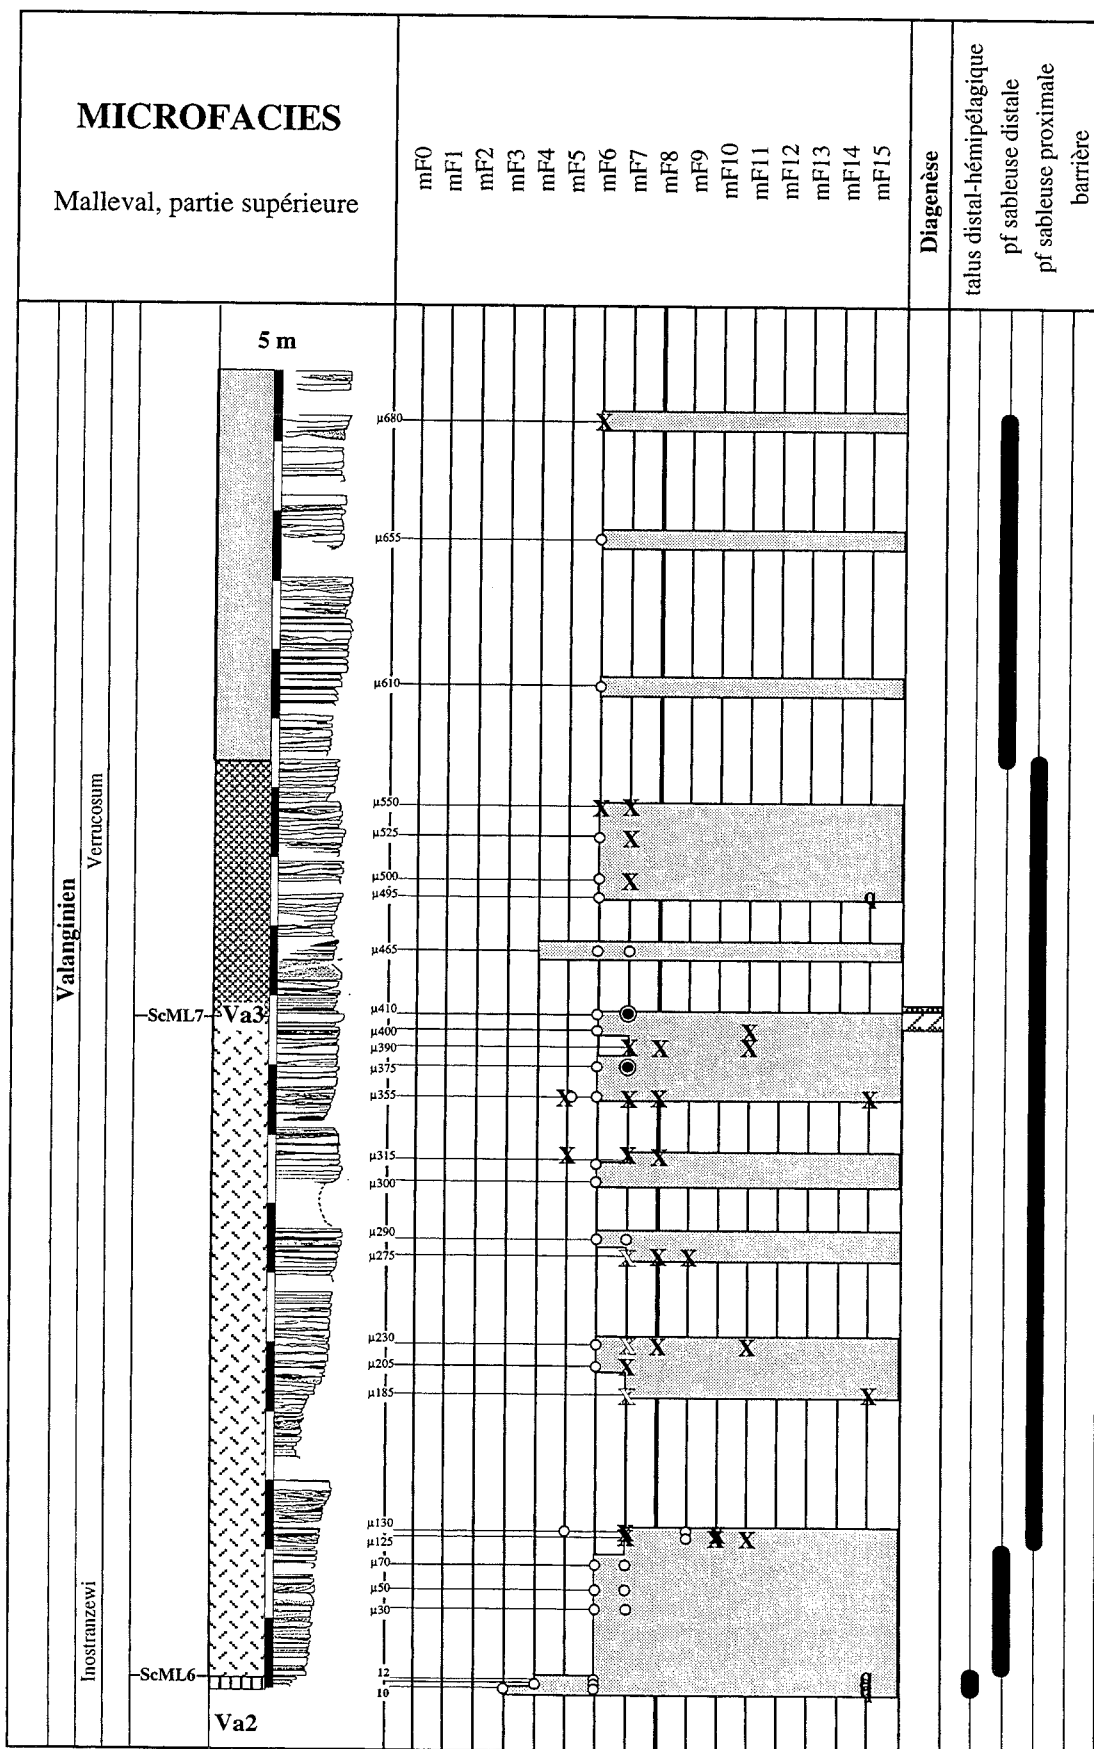 MICROFACIES
Malleval, partie supérieure
mF0
mF1
mF2
mF3
mF4
mF5
mF6
mF7
mF8
mF9
mF10
mF11
mF12
mF13
mF14
mF15
Diagenèse
talus distal-hémipélagique
pf sableuse distale
pf sableuse proximale
barrière
5 m
Valanginien
Verrucosum
Inostranzewi
ScML7
Va3
ScML6
Va2
µ680
X
µ655
µ610
µ550
X X
µ525
X
µ500
X
µ495
q
µ465
µ410
µ400
X
µ390
X X X
µ375
µ355
X X X X
µ315
X X X
µ300
µ290
µ275
X X X
µ230
X X X
µ205
X
µ185
X X
µ130
µ125
X X X
µ70
µ50
µ30
12
q
10
q